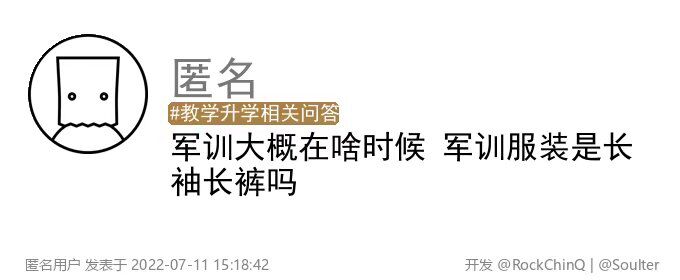 匿名
#教学升学相关问答
军训大概在啥时候 军训服装是长
袖长裤吗
匿名用户 发表于 2022-07-11 15:18:42
开发 @RockChinQ | @Soulter